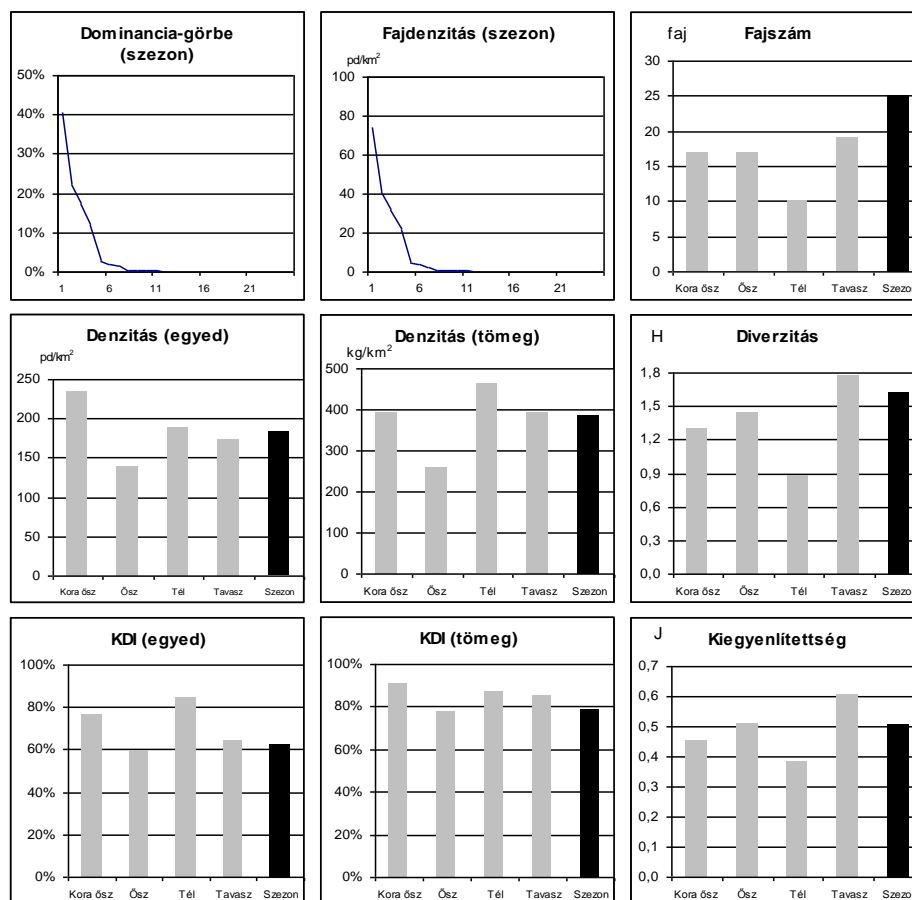 Dominancia-görbe
(szezon)
50%
40%
30%
20%
10%
0%
1 6 11 16 21
Fajdenzitás (szezon)
pd/km²
100
80
60
40
20
0
1 6 11 16 21
faj Fajszám
30
25
20
15
10
5
0
Kora ősz Ősz Tél Tavasz Szezon
Denzitás (egyed)
pd/km²
250
200
150
100
50
0
Kora ősz Ősz Tél Tavasz Szezon
Denzitás (tömeg)
kg/km²
500
400
300
200
100
0
Kora ősz Ősz Tél Tavasz Szezon
H Diverzitás
1,8
1,5
1,2
0,9
0,6
0,3
0,0
Kora ősz Ősz Tél Tavasz Szezon
KDI (egyed)
100%
80%
60%
40%
20%
0%
Kora ősz Ősz Tél Tavasz Szezon
KDI (tömeg)
100%
80%
60%
40%
20%
0%
Kora ősz Ősz Tél Tavasz Szezon
J Kiegyenlítettség
0,7
0,6
0,5
0,4
0,3
0,2
0,1
0,0
Kora ősz Ősz Tél Tavasz Szezon